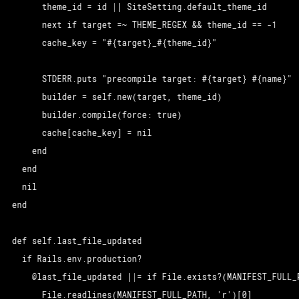 theme_id = id || SiteSetting.default_theme_id
next if target =~ THEME_REGEX && theme_id == -1
cache_key = "#{target}_#{theme_id}"
STDERR.puts "precompile target: #{target} #{name}"
builder = self.new(target, theme_id)
builder.compile(force: true)
cache[cache_key] = nil
end
end
nil
end
def self.last_file_updated
if Rails.env.production?
@last_file_updated ||= if File.exists?(MANIFEST_FULL_P
File.readlines(MANIFEST_FULL_PATH, 'r')[0]